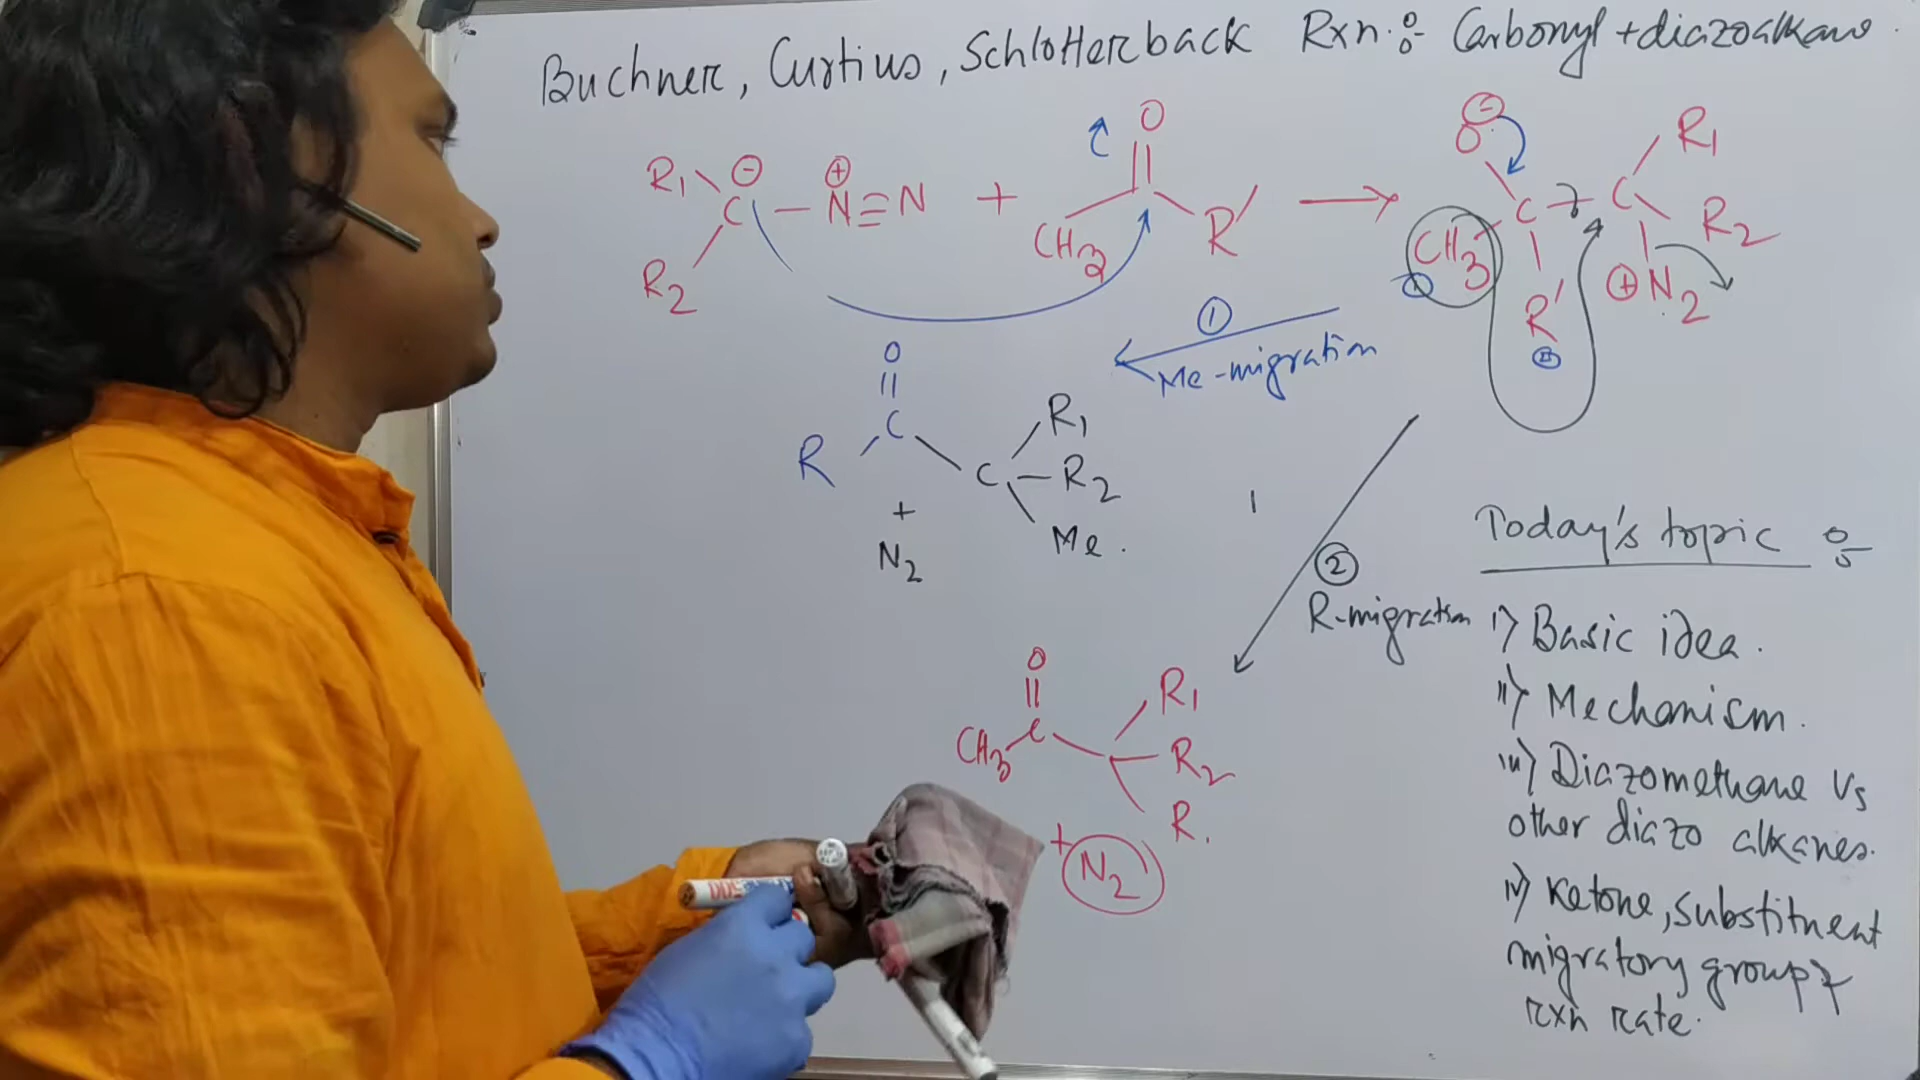 Buchner, Curtius, Schlotterback Rxn :- Carbonyl + diazoalkane.
R₁ ⊖ ⊕
C — N ≡ N
R₂
+
O
CH₃ R'
→
⊖
O R₁
CH₃ C C R₂
R' ⊕ N₂
Ⓘ Ⓘ
① Me-migration
O
R C C R₁
R₂
Me.
+
N₂
② R-migration
O
CH₃ C R₁
R₂
R.
+ N₂
Today's topic :-
i) Basic idea.
ii) Mechanism.
iii) Diazomethane Vs
other diazo alkanes.
iv) Ketone, substituent
migratory group &
rxn rate.